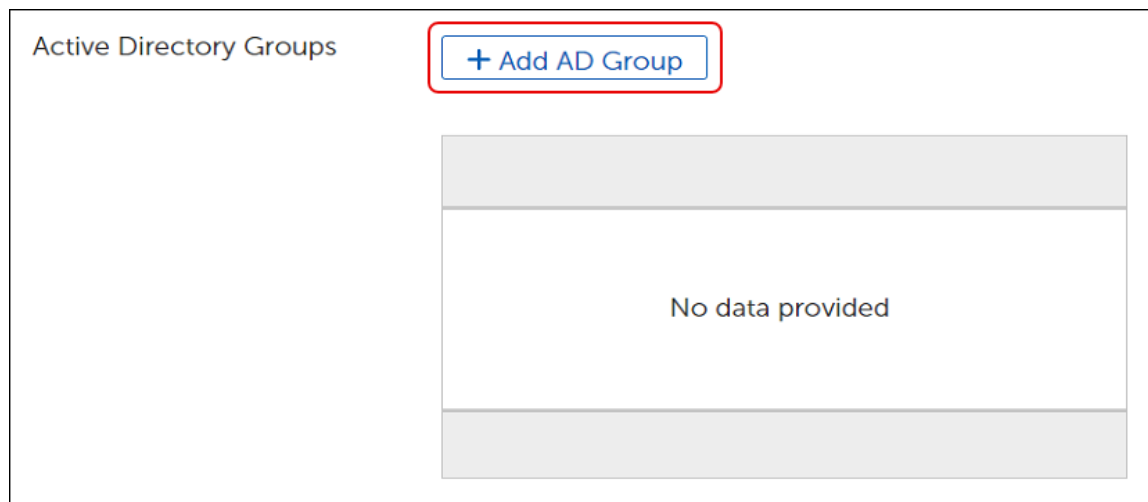 Active Directory Groups
+ Add AD Group
No data provided